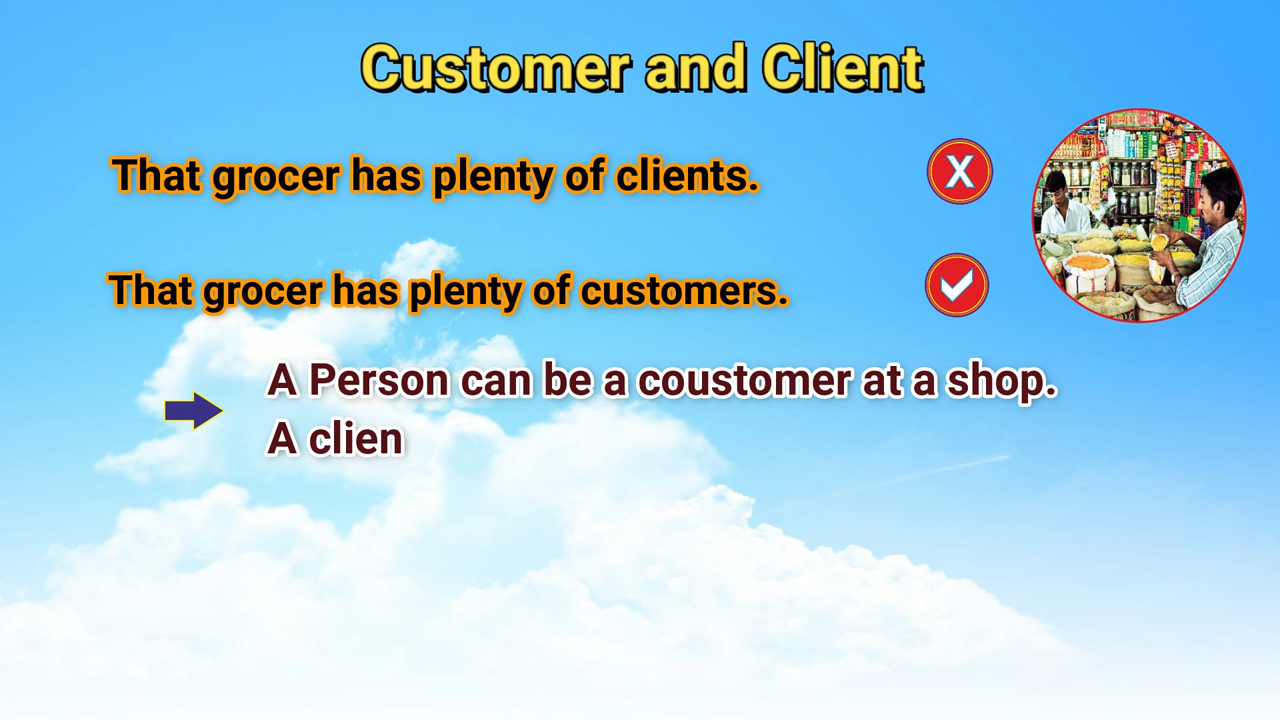 Customer and Client
That grocer has plenty of clients.
X
That grocer has plenty of customers.
A Person can be a coustomer at a shop.
A clien